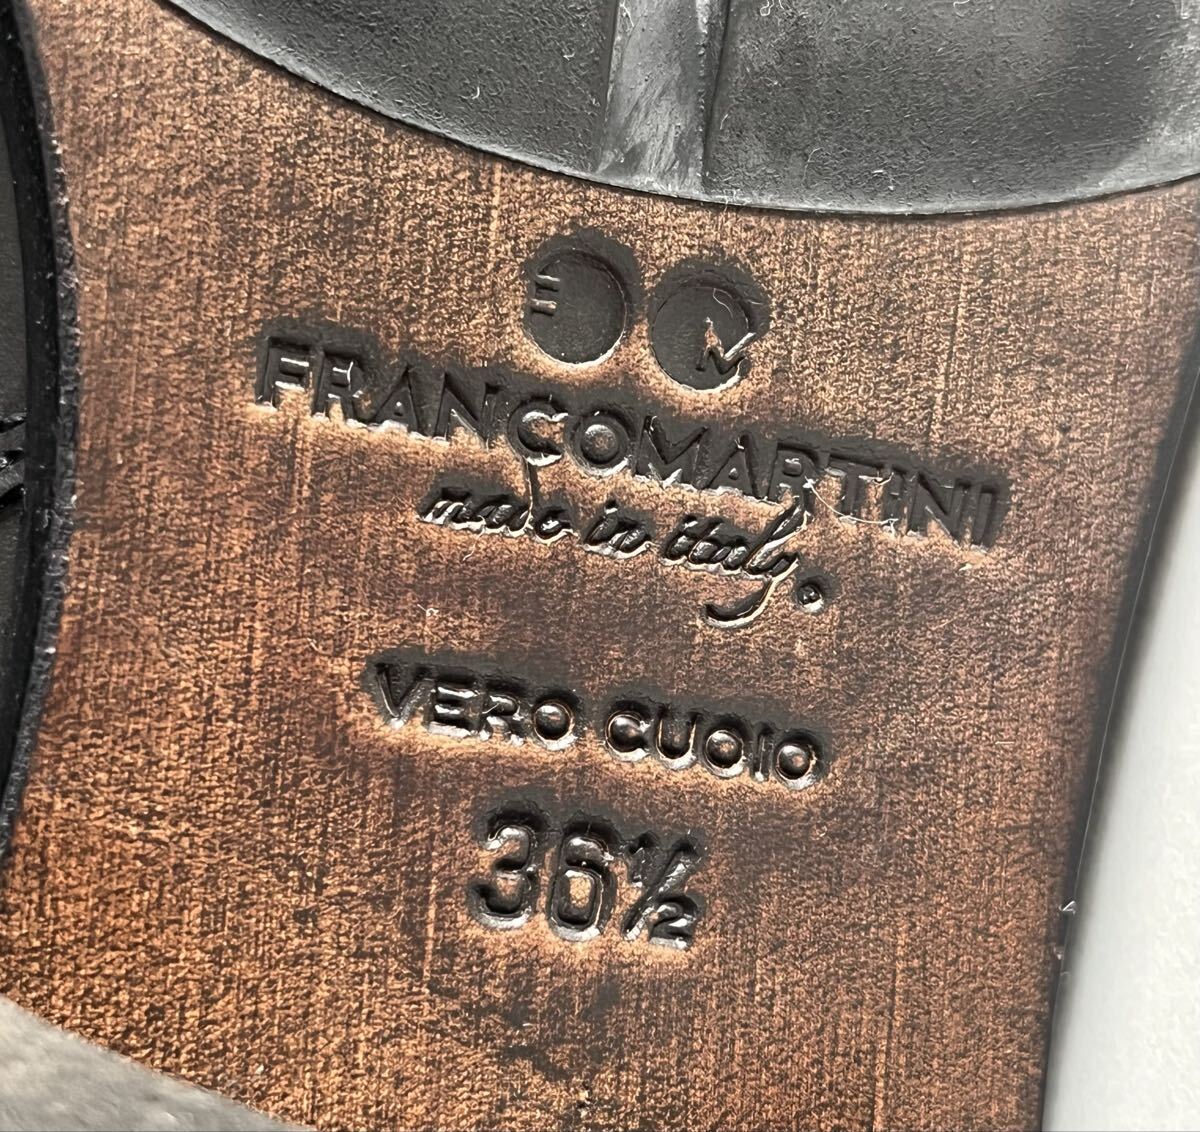 FRANCOMARTINI
made in italy.
VERO CUOIO
36½